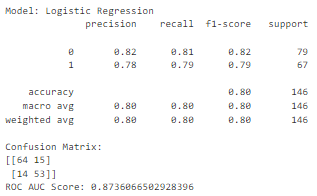 Model: Logistic Regression
precision recall f1-score support
0 0.82 0.81 0.82 79
1 0.78 0.79 0.79 67
accuracy 0.80 146
macro avg 0.80 0.80 0.80 146
weighted avg 0.80 0.80 0.80 146
Confusion Matrix:
[[64 15]
[14 53]]
ROC AUC Score: 0.8736066502928396